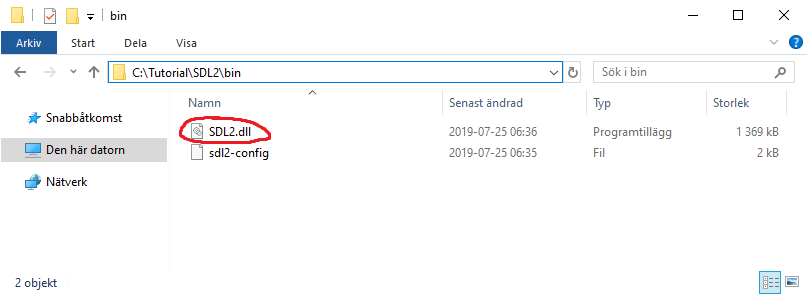 bin
Arkiv Start Dela Visa
C:\Tutorial\SDL2\bin Sök i bin
Namn Senast ändrad Typ Storlek
Snabbåtkomst
Den här datorn
Nätverk
SDL2.dll 2019-07-25 06:36 Programtillägg 1 369 kB
sdl2-config 2019-07-25 06:35 Fil 2 kB
2 objekt